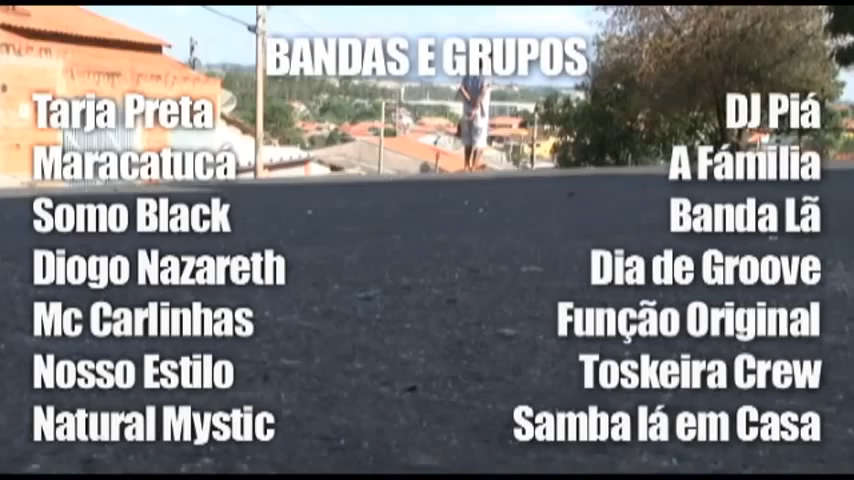 BANDAS E GRUPOS
Tarja Preta
Maracatucá
Somo Black
Diogo Nazareth
Mc Carlinhas
Nosso Estilo
Natural Mystic
DJ Piá
A Fámilia
Banda Lã
Dia de Groove
Função Original
Toskeira Crew
Samba lá em Casa